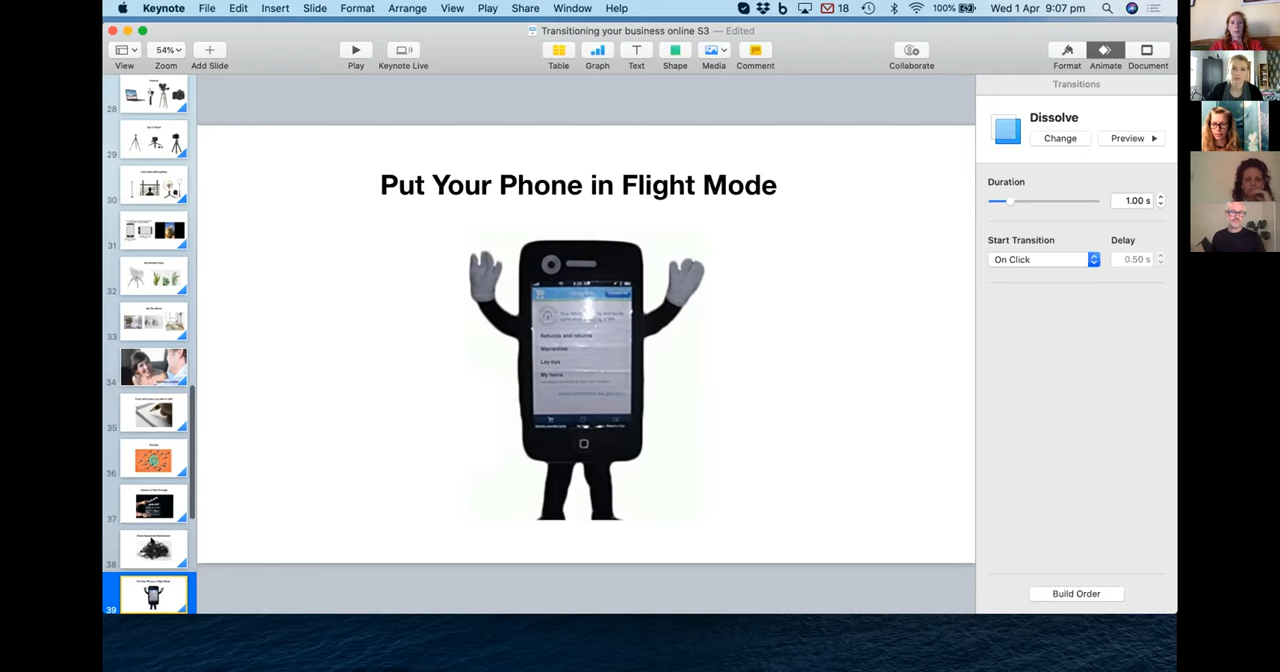 Keynote File Edit Insert Slide Format Arrange View Play Share Window Help 18 100% Wed 1 Apr 9:07 pm
Transitioning your business online S3 — Edited
54%
View Zoom Add Slide Play Keynote Live Table Graph Text Shape Media Comment Collaborate Format Animate Document
Transitions
Dissolve
Change Preview
Duration
1.00 s
Start Transition Delay
On Click 0.50 s
Build Order
28
29
30
31
32
33
34
35
36
37
38
39
Put Your Phone in Flight Mode
Refunds and returns
Warranties
Lay-bys
My items